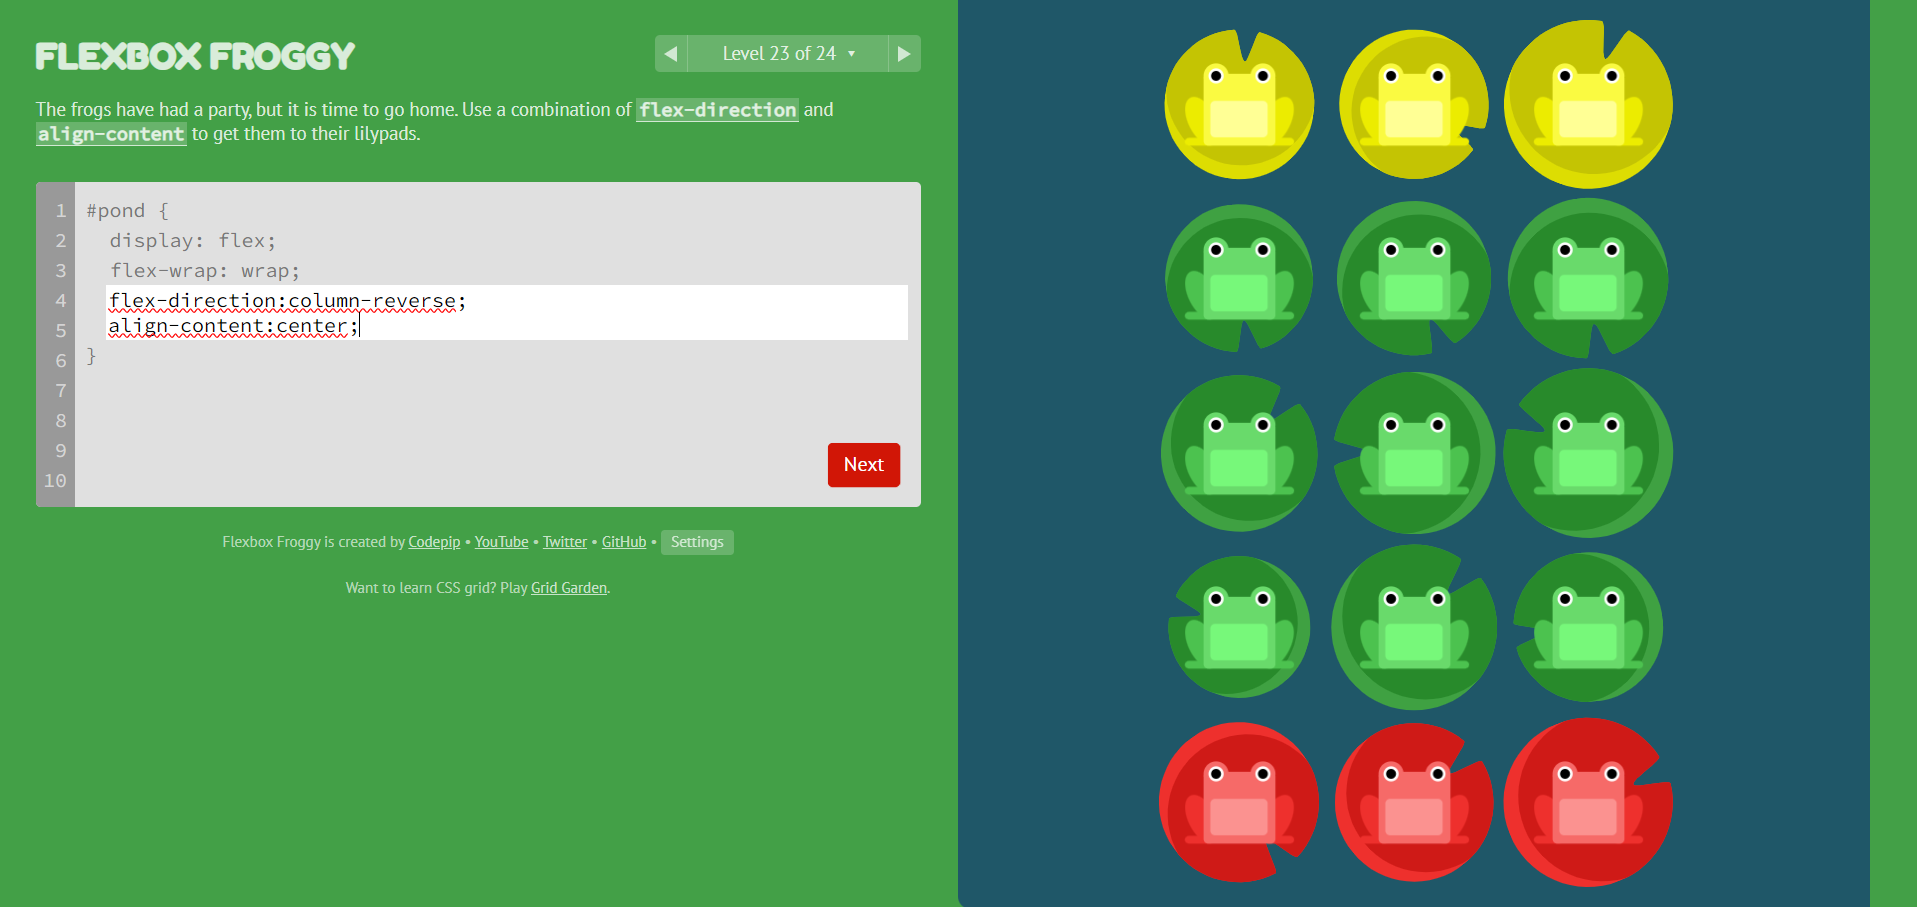 FLEXBOX FROGGY
◀ Level 23 of 24 ▼ ▶
The frogs have had a party, but it is time to go home. Use a combination of flex-direction and
align-content to get them to their lilypads.
1 #pond {
2 display: flex;
3 flex-wrap: wrap;
4 flex-direction:column-reverse;
5 align-content:center;
6 }
7
8
9
10
Next
Flexbox Froggy is created by Codepip • YouTube • Twitter • GitHub • Settings
Want to learn CSS grid? Play Grid Garden.